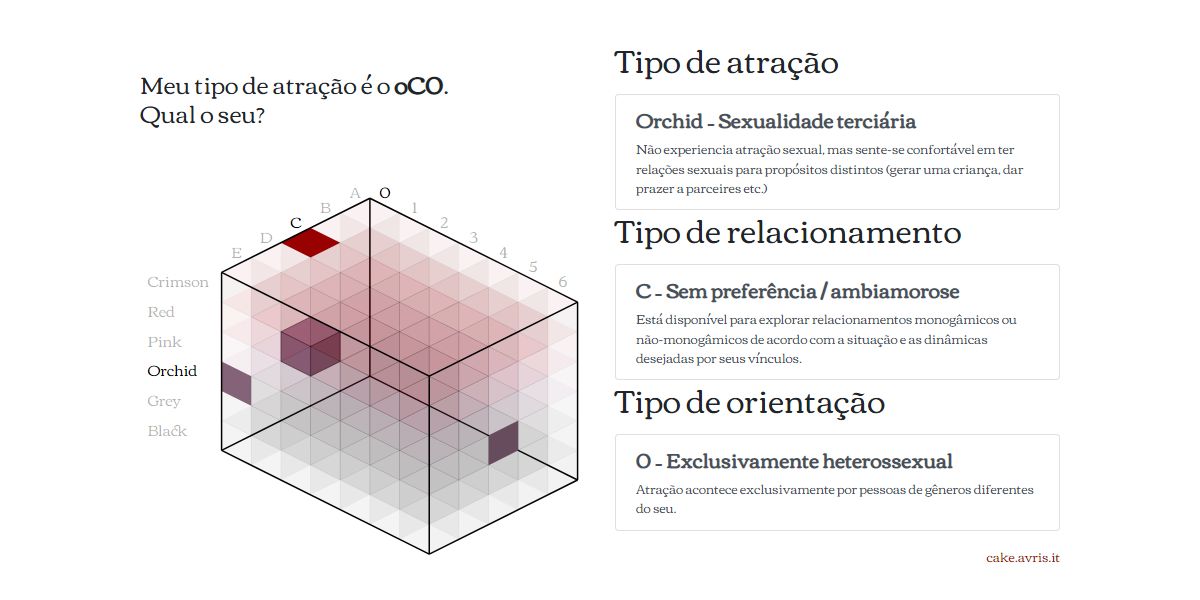 Meu tipo de atração é o oCO.
Qual o seu?
A O
B 1
C 2
D 3
E 4
5
6
Crimson
Red
Pink
Orchid
Grey
Black
Tipo de atração
Orchid – Sexualidade terciária
Não experiencia atração sexual, mas sente-se confortável em ter
relações sexuais para propósitos distintos (gerar uma criança, dar
prazer a parceires etc.)
Tipo de relacionamento
C – Sem preferência / ambiamorose
Está disponível para explorar relacionamentos monogâmicos ou
não-monogâmicos de acordo com a situação e as dinâmicas
desejadas por seus vínculos.
Tipo de orientação
0 – Exclusivamente heterossexual
Atração acontece exclusivamente por pessoas de gêneros diferentes
do seu.
cake.avris.it